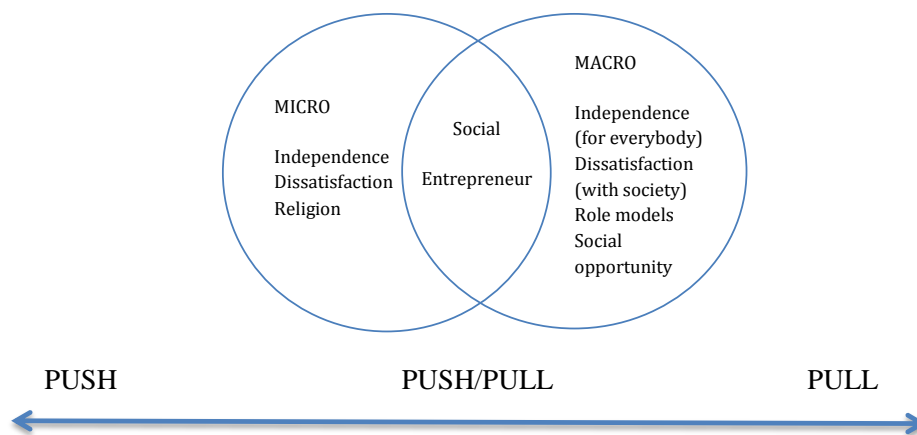 MICRO
Independence
Dissatisfaction
Religion
Social
Entrepreneur
MACRO
Independence
(for everybody)
Dissatisfaction
(with society)
Role models
Social
opportunity
PUSH
PUSH/PULL
PULL